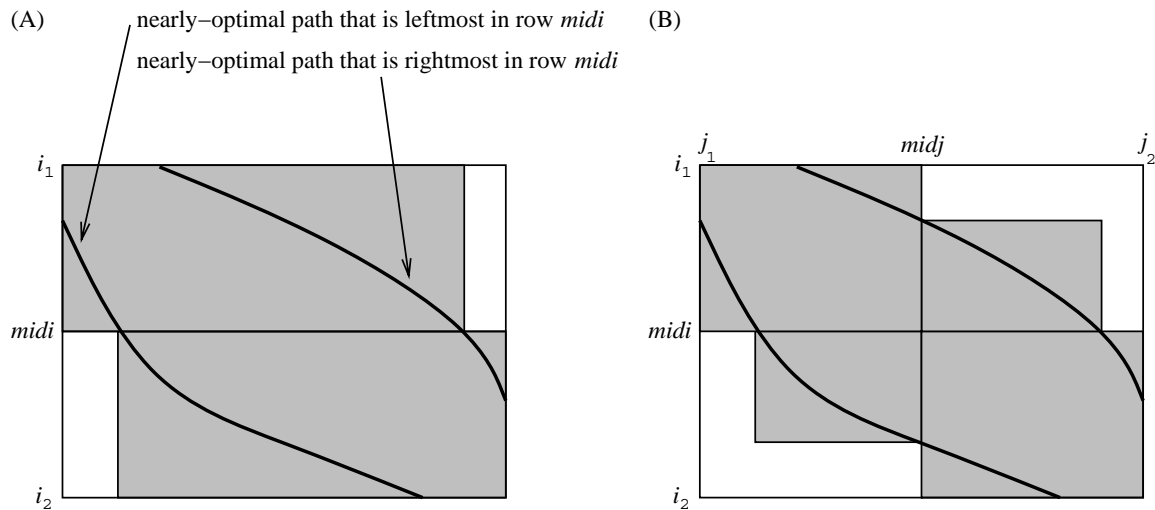 (A)
nearly−optimal path that is leftmost in row midi
nearly−optimal path that is rightmost in row midi
i₁
midi
i₂
(B)
j₁
midj
j₂
i₁
midi
i₂